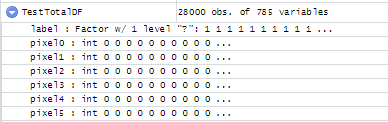 TestTotalDF 28000 obs. of 785 variables
label : Factor w/ 1 level "?": 1 1 1 1 1 1 1 1 1 1 ...
pixel0 : int 0 0 0 0 0 0 0 0 0 0 ...
pixel1 : int 0 0 0 0 0 0 0 0 0 0 ...
pixel2 : int 0 0 0 0 0 0 0 0 0 0 ...
pixel3 : int 0 0 0 0 0 0 0 0 0 0 ...
pixel4 : int 0 0 0 0 0 0 0 0 0 0 ...
pixel5 : int 0 0 0 0 0 0 0 0 0 0 ...